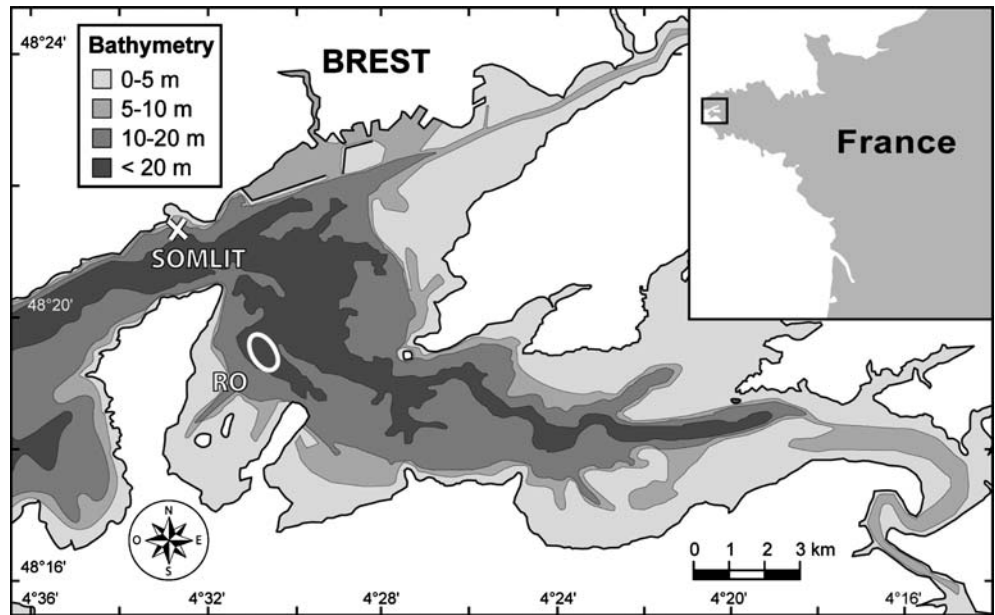 Bathymetry
0-5 m
5-10 m
10-20 m
< 20 m
BREST
France
48°24
SOMLIT
48°20
RO
N
O E
S
0 1 2 3 km
48°16
4°36 4°32 4°28 4°24 4°20 4°16